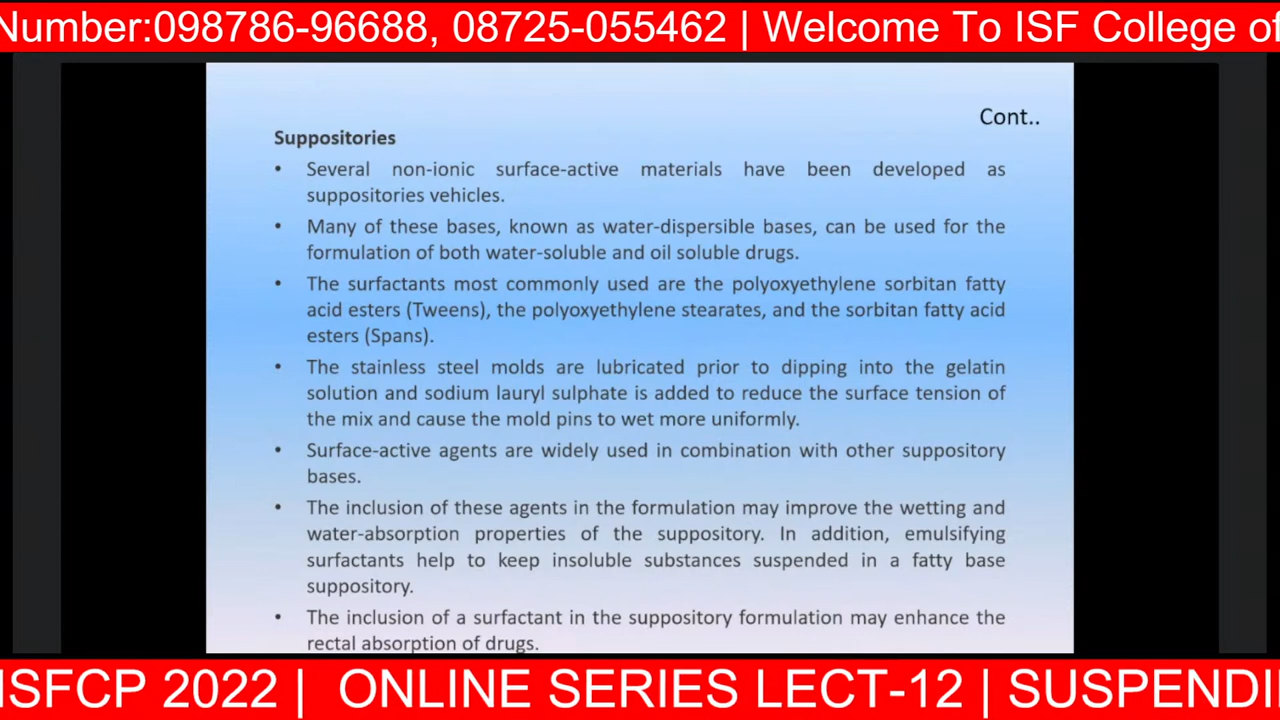 Number:098786-96688, 08725-055462 | Welcome To ISF College of
Cont..
Suppositories
• Several non-ionic surface-active materials have been developed as
suppositories vehicles.
• Many of these bases, known as water-dispersible bases, can be used for the
formulation of both water-soluble and oil soluble drugs.
• The surfactants most commonly used are the polyoxyethylene sorbitan fatty
acid esters (Tweens), the polyoxyethylene stearates, and the sorbitan fatty acid
esters (Spans).
• The stainless steel molds are lubricated prior to dipping into the gelatin
solution and sodium lauryl sulphate is added to reduce the surface tension of
the mix and cause the mold pins to wet more uniformly.
• Surface-active agents are widely used in combination with other suppository
bases.
• The inclusion of these agents in the formulation may improve the wetting and
water-absorption properties of the suppository. In addition, emulsifying
surfactants help to keep insoluble substances suspended in a fatty base
suppository.
• The inclusion of a surfactant in the suppository formulation may enhance the
rectal absorption of drugs.
ISFCP 2022 | ONLINE SERIES LECT-12 | SUSPENDI